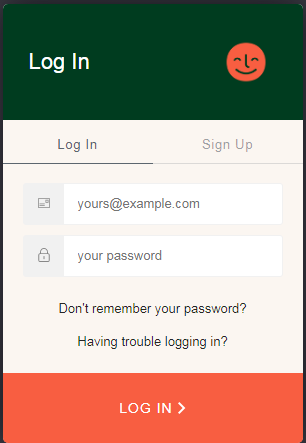 Log In
Log In
Sign Up
yours@example.com
your password
Don't remember your password?
Having trouble logging in?
LOG IN